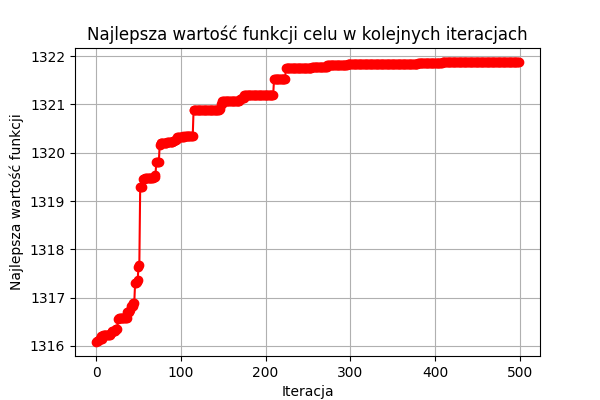 Najlepsza wartość funkcji celu w kolejnych iteracjach
Najlepsza wartość funkcji
1322
1321
1320
1319
1318
1317
1316
0 100 200 300 400 500
Iteracja